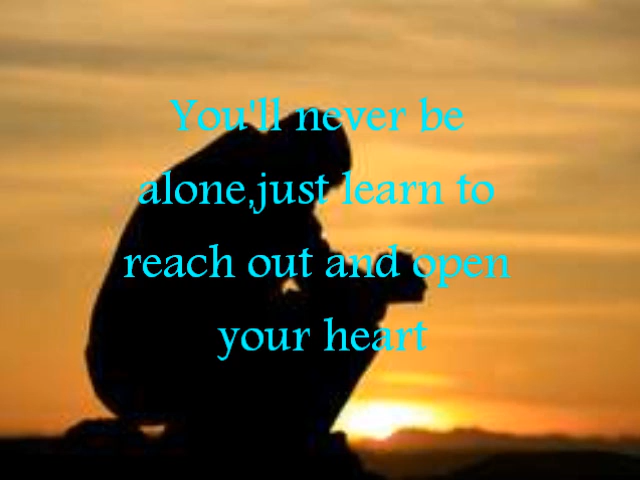 You'll never be
alone,just learn to
reach out and open
your heart